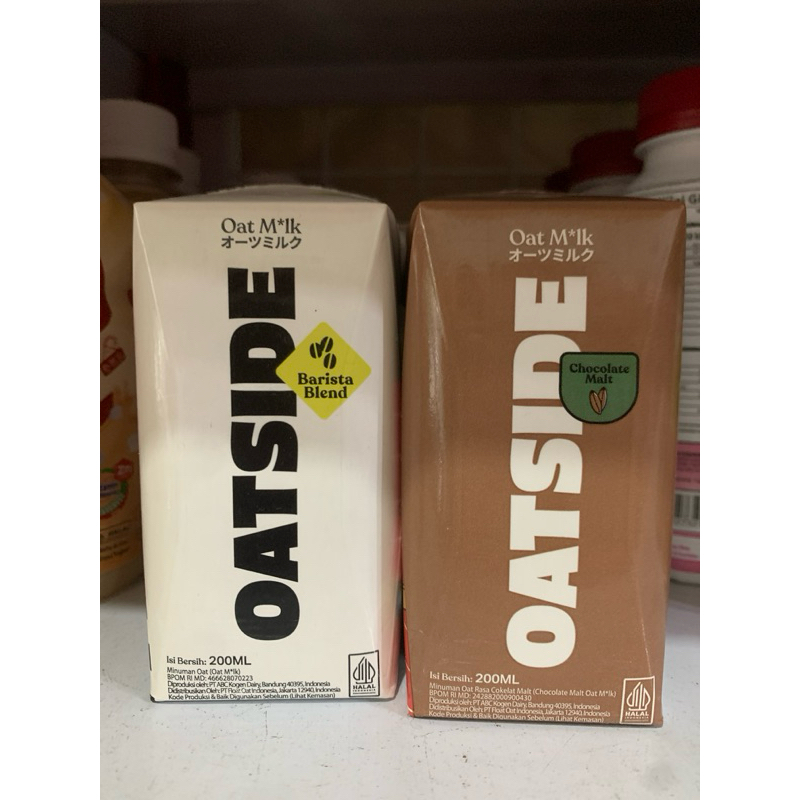 Oat M*lk
オーツミルク
OATSIDE
Barista
Blend
Isi Bersih: 200ML
Minuman Oat (Oat M*lk)
BPOM RI MD: 466628070223
Diproduksi oleh: PT ABC Kogen Dairy, Bandung 40395, Indonesia
Didistribusikan Oleh: PT Float Oat Indonesia, Jakarta 12940, Indonesia
Kode Produksi & Baik Digunakan Sebelum (Lihat Kemasan)
HALAL
INDONESIA
Oat M*lk
オーツミルク
OATSIDE
Chocolate
Malt
Isi Bersih: 200ML
Minuman Oat Rasa Cokelat Malt (Chocolate Malt Oat M*lk)
BPOM RI MD: 242882000900430
Diproduksi oleh: PT ABC Kogen Dairy, Bandung 40395, Indonesia
Didistribusikan Oleh: PT Float Oat Indonesia, Jakarta 12940, Indonesia
Kode Produksi & Baik Digunakan Sebelum (Lihat Kemasan)
HALAL
INDONESIA